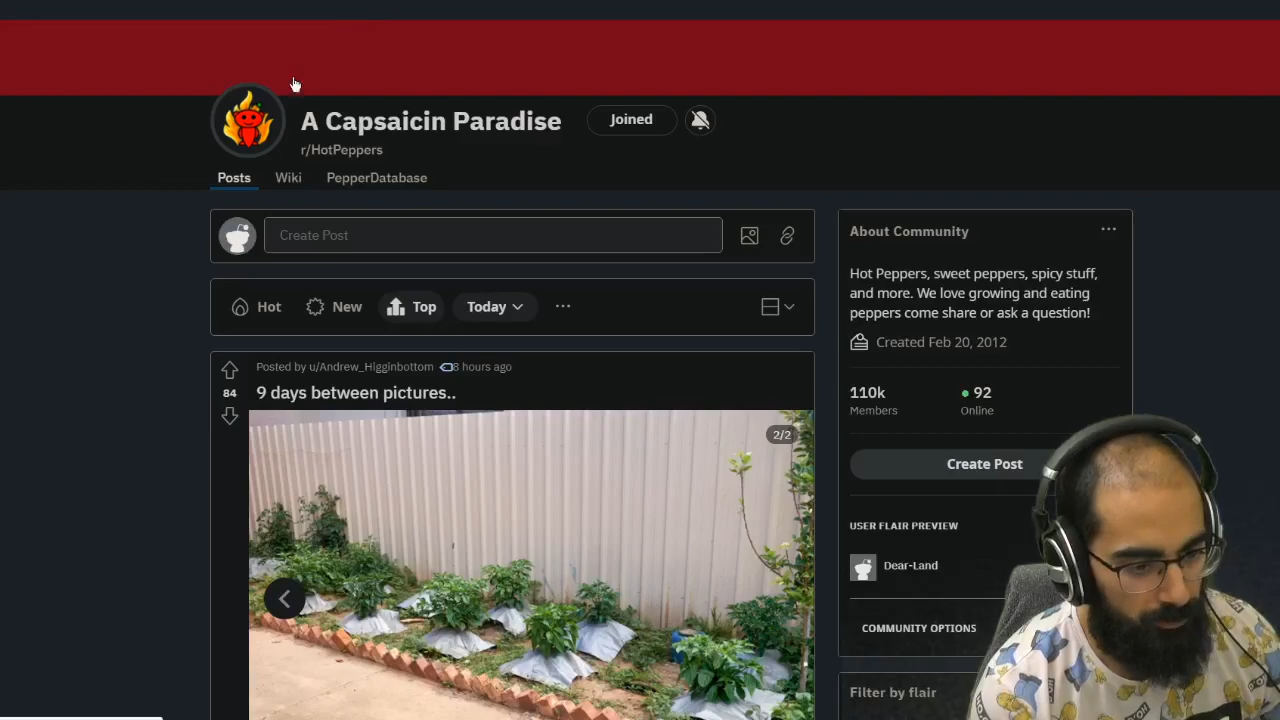 A Capsaicin Paradise
Joined
r/HotPeppers
Posts Wiki PepperDatabase
Create Post
Hot New Top Today
Posted by u/Andrew_Higginbottom 8 hours ago
84
9 days between pictures..
2/2
About Community
Hot Peppers, sweet peppers, spicy stuff,
and more. We love growing and eating
peppers come share or ask a question!
Created Feb 20, 2012
110k 92
Members Online
Create Post
USER FLAIR PREVIEW
Dear-Land
COMMUNITY OPTIONS
Filter by flair